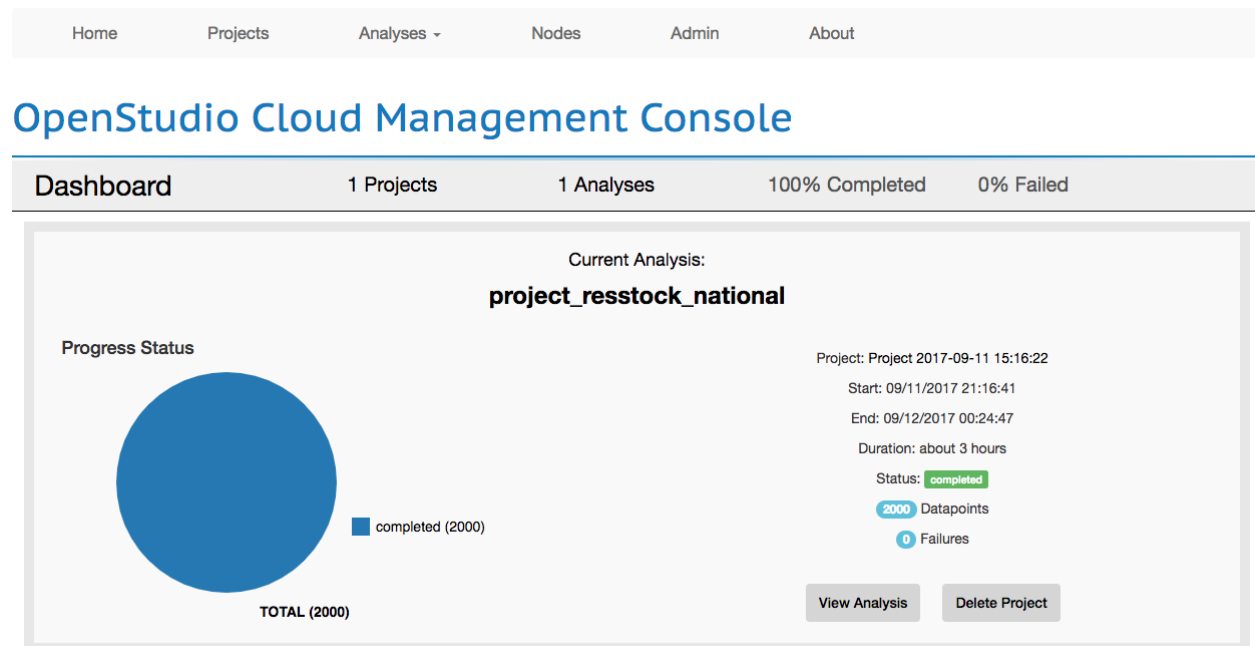 Home Projects Analyses Nodes Admin About
OpenStudio Cloud Management Console
Dashboard 1 Projects 1 Analyses 100% Completed 0% Failed
Current Analysis:
project_resstock_national
Progress Status
completed (2000)
TOTAL (2000)
Project: Project 2017-09-11 15:16:22
Start: 09/11/2017 21:16:41
End: 09/12/2017 00:24:47
Duration: about 3 hours
Status: completed
2000 Datapoints
0 Failures
View Analysis Delete Project